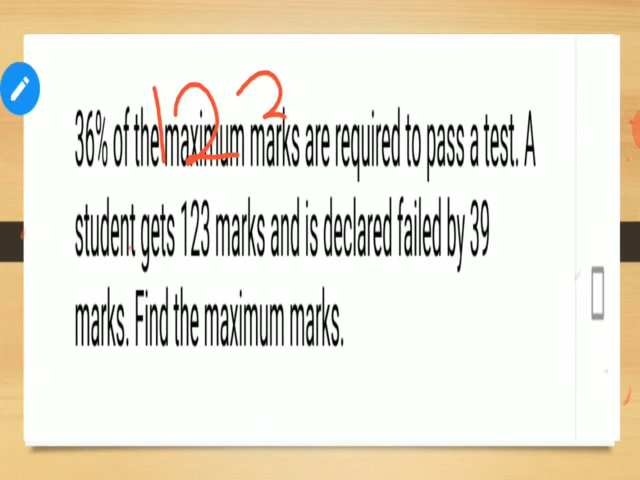 123
36% of the maximum marks are required to pass a test. A
student gets 123 marks and is declared failed by 39
marks. Find the maximum marks.